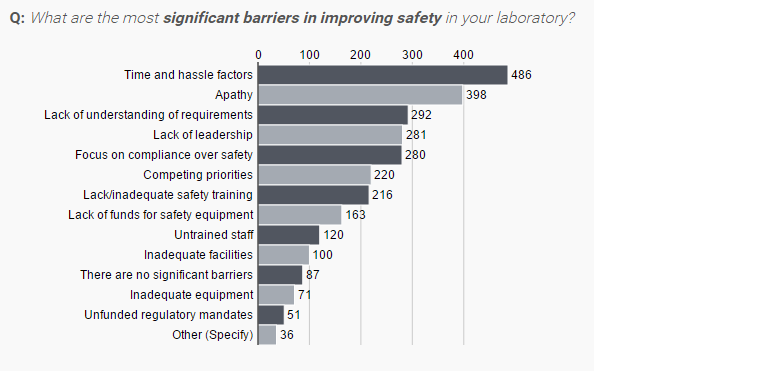 Q: What are the most significant barriers in improving safety in your laboratory?
0 100 200 300 400
Time and hassle factors 486
Apathy 398
Lack of understanding of requirements 292
Lack of leadership 281
Focus on compliance over safety 280
Competing priorities 220
Lack/inadequate safety training 216
Lack of funds for safety equipment 163
Untrained staff 120
Inadequate facilities 100
There are no significant barriers 87
Inadequate equipment 71
Unfunded regulatory mandates 51
Other (Specify) 36